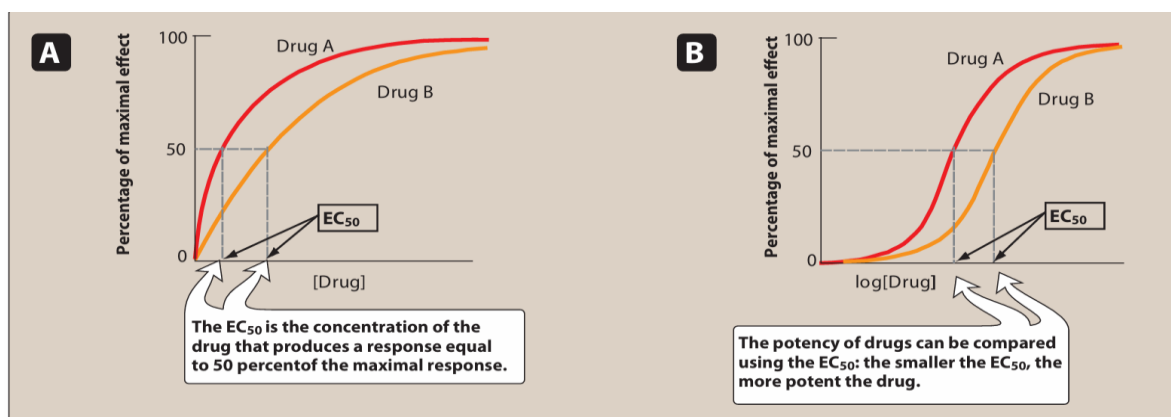 A
Percentage of maximal effect
100
50
0
Drug A
Drug B
EC50
[Drug]
The EC50 is the concentration of the
drug that produces a response equal
to 50 percentof the maximal response.
B
Percentage of maximal effect
100
50
0
Drug A
Drug B
EC50
log[Drug]
The potency of drugs can be compared
using the EC50: the smaller the EC50, the
more potent the drug.